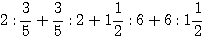 2 : 3/5 + 3/5 : 2 + 1 1/2 : 6 + 6 : 1 1/2